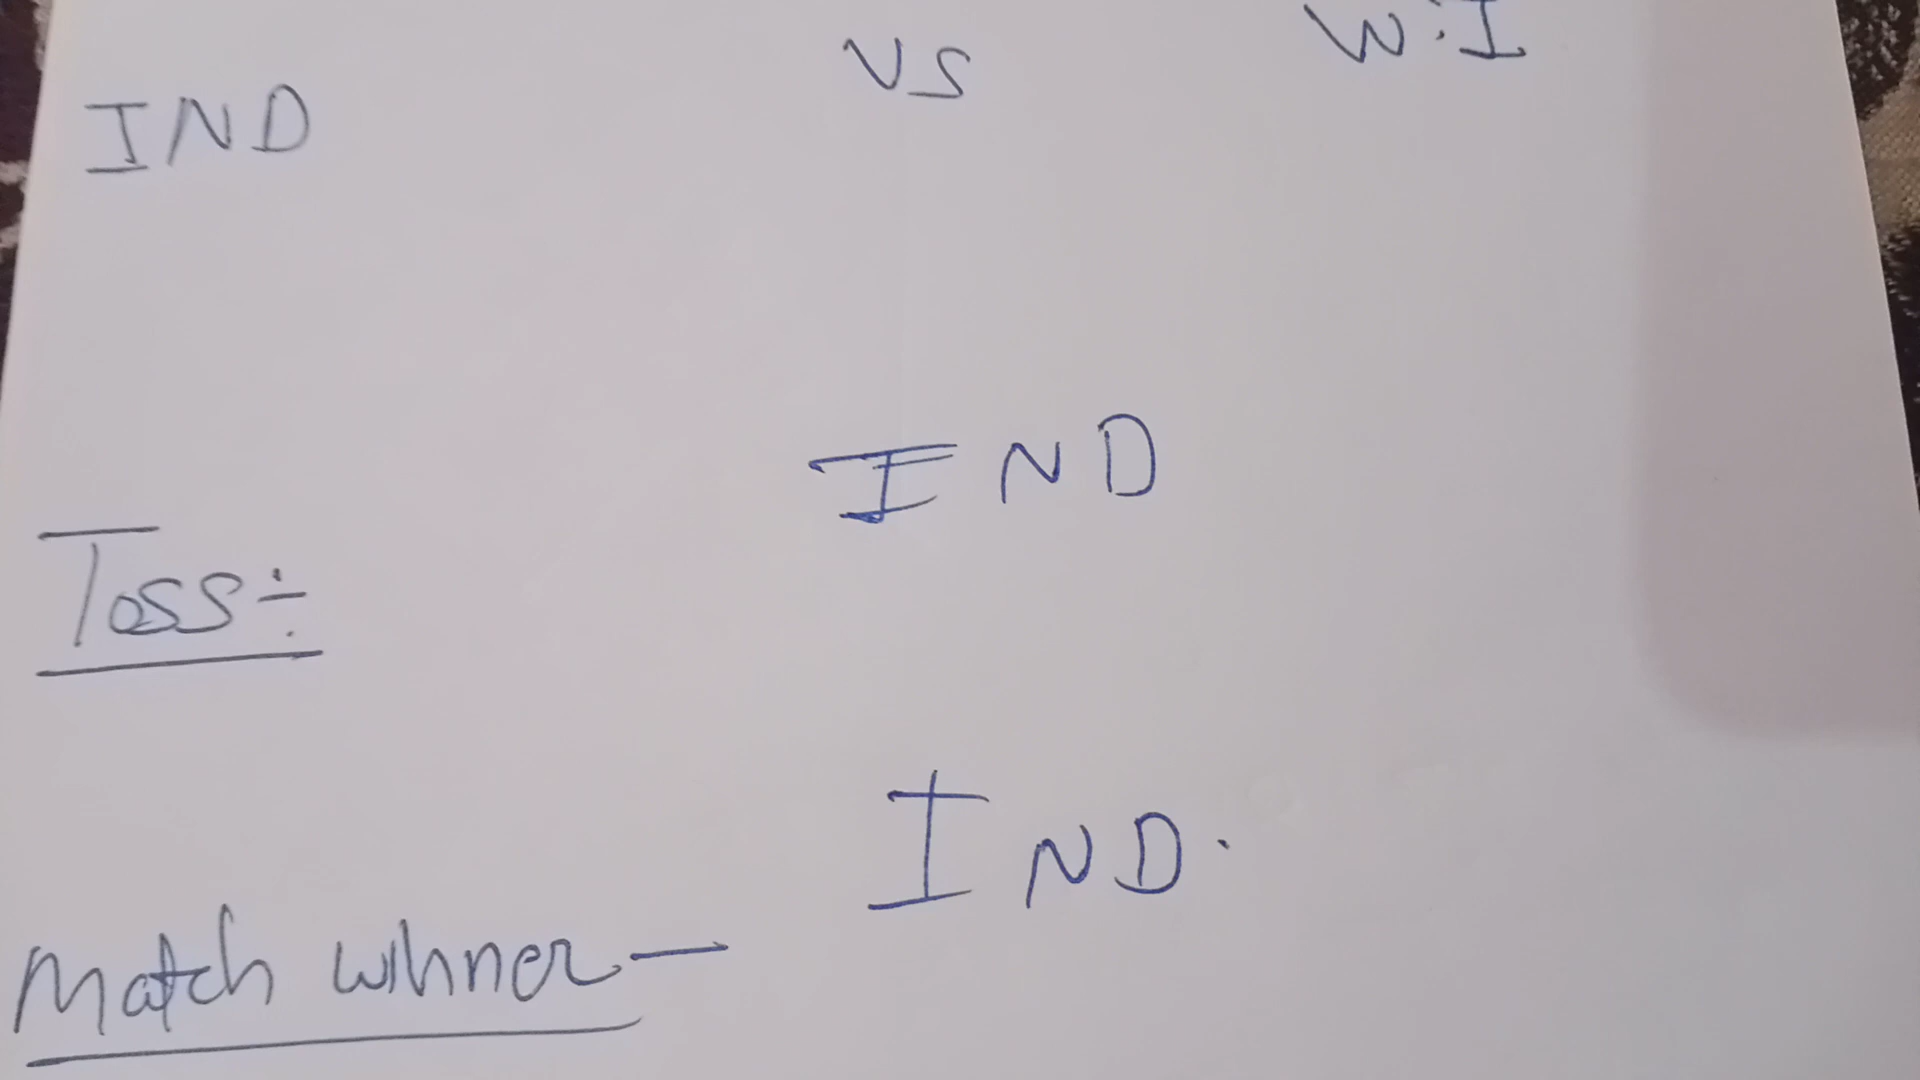 IND vs W.I
IND
Toss:-
IND.
Match winner -